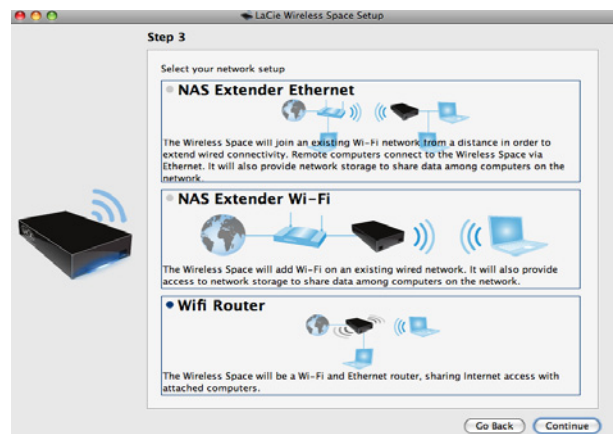 LaCie Wireless Space Setup
Step 3
Select your network setup
NAS Extender Ethernet
The Wireless Space will join an existing Wi-Fi network from a distance in order to
extend wired connectivity. Remote computers connect to the Wireless Space via
Ethernet. It will also provide network storage to share data among computers on the
network.
NAS Extender Wi-Fi
The Wireless Space will add Wi-Fi on an existing wired network. It will also provide
access to network storage to share data among computers on the network.
Wifi Router
The Wireless Space will be a Wi-Fi and Ethernet router, sharing Internet access with
attached computers.
Go Back
Continue